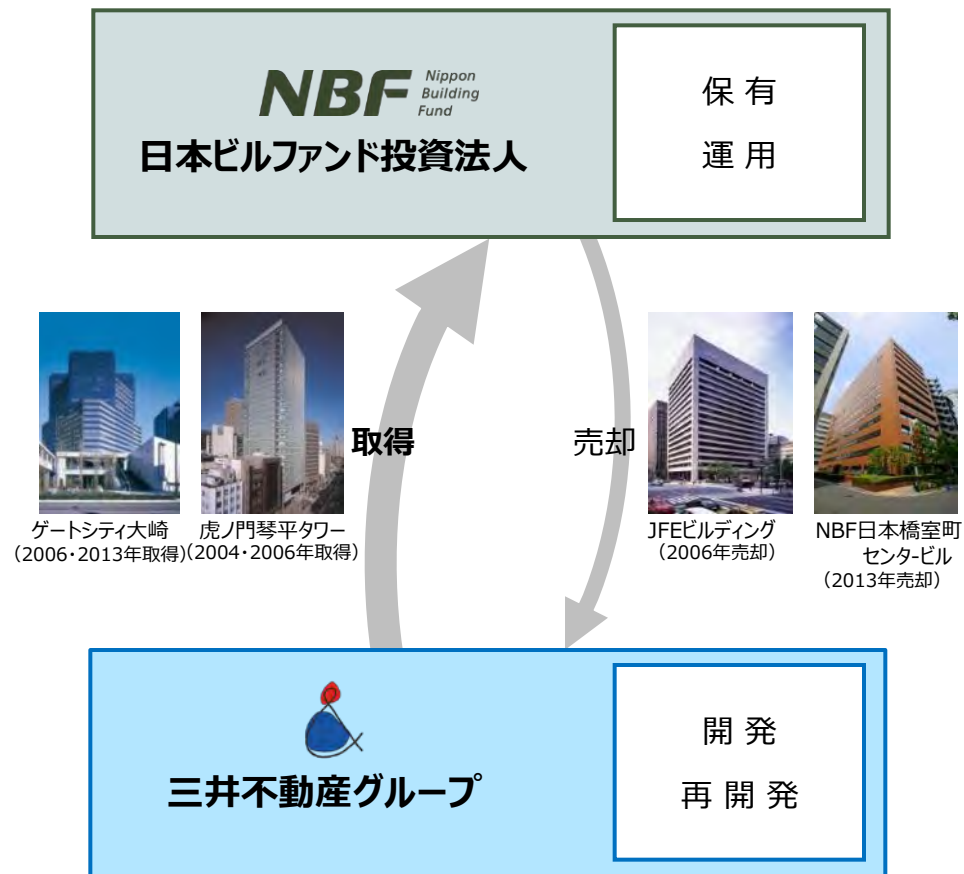 NBF
Nippon
Building
Fund
日本ビルファンド投資法人
保有
運用
取得
売却
ゲートシティ大崎
(2006・2013年取得)
虎ノ門琴平タワー
(2004・2006年取得)
JFEビルディング
(2006年売却)
NBF日本橋室町
センタービル
(2013年売却)
三井不動産グループ
開発
再開発